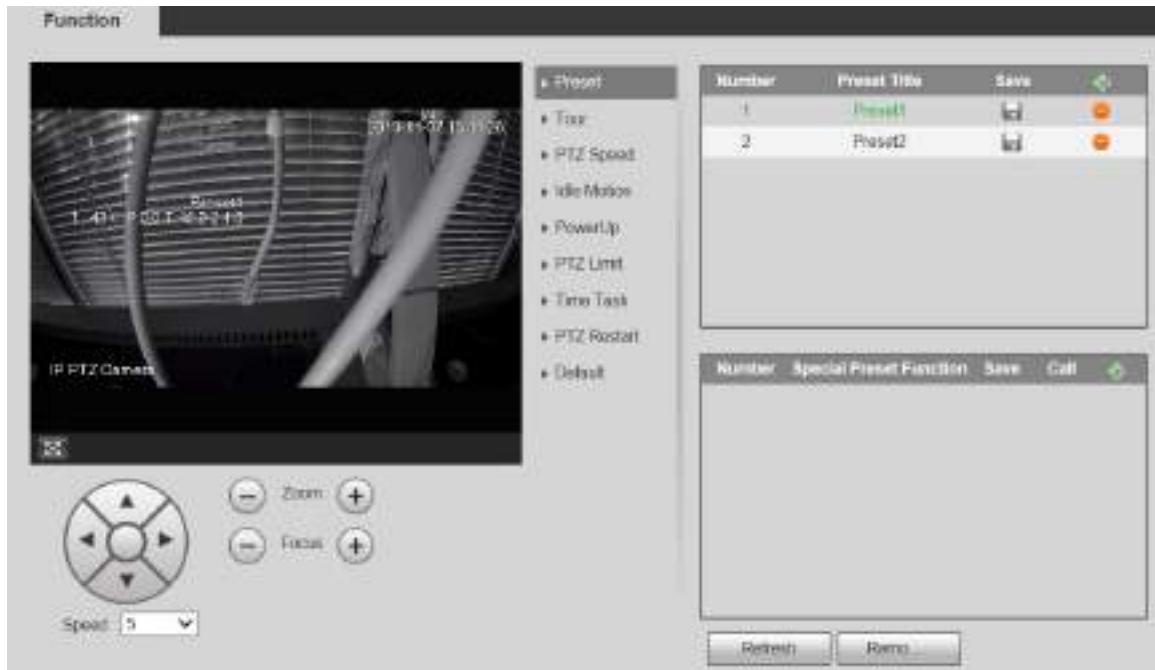 Function
IP PTZ Camera
Zoom
Focus
Speed 5
Preset
Tour
PTZ Speed
Idle Motion
PowerUp
PTZ Limit
Time Task
PTZ Restart
Default
Number Preset Title Save
1 Preset1
2 Preset2
Number Special Preset Function Save Call
Refresh Remo...